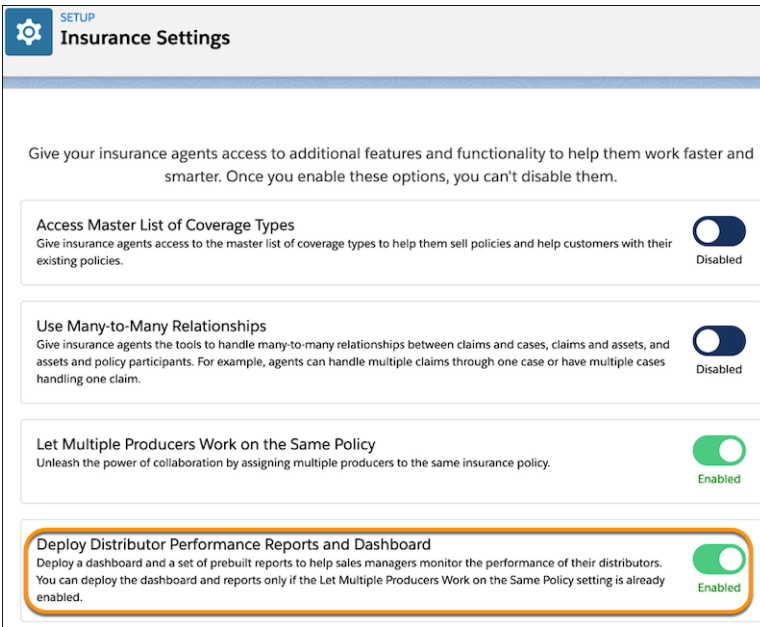 SETUP
Insurance Settings
Give your insurance agents access to additional features and functionality to help them work faster and
smarter. Once you enable these options, you can't disable them.
Access Master List of Coverage Types
Give insurance agents access to the master list of coverage types to help them sell policies and help customers with their
existing policies.
Disabled
Use Many-to-Many Relationships
Give insurance agents the tools to handle many-to-many relationships between claims and cases, claims and assets, and
assets and policy participants. For example, agents can handle multiple claims through one case or have multiple cases
handling one claim.
Disabled
Let Multiple Producers Work on the Same Policy
Unleash the power of collaboration by assigning multiple producers to the same insurance policy.
Enabled
Deploy Distributor Performance Reports and Dashboard
Deploy a dashboard and a set of prebuilt reports to help sales managers monitor the performance of their distributors.
You can deploy the dashboard and reports only if the Let Multiple Producers Work on the Same Policy setting is already
enabled.
Enabled